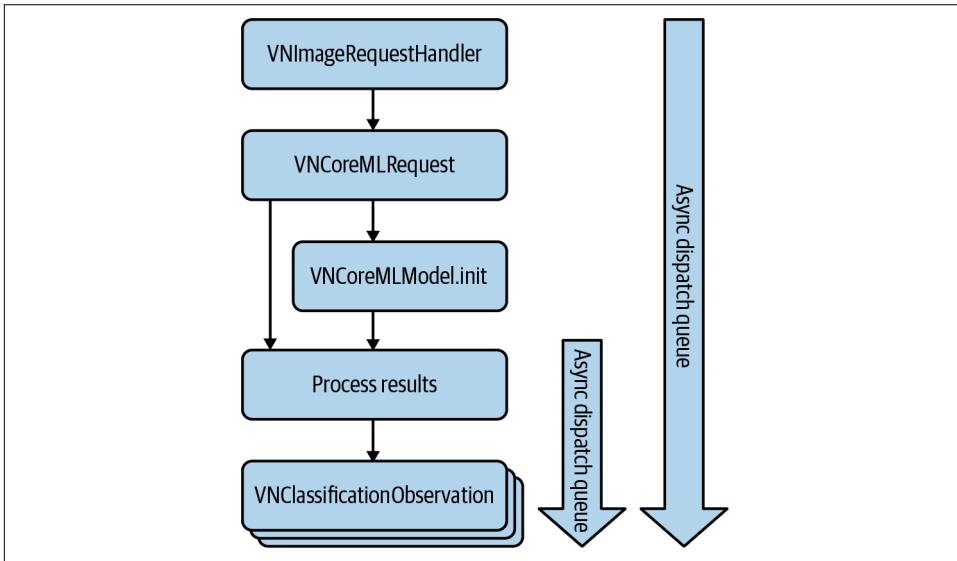 VNImageRequestHandler
VNCoreMLRequest
VNCoreMLModel.init
Process results
VNClassificationObservation
Async dispatch queue
Async dispatch queue